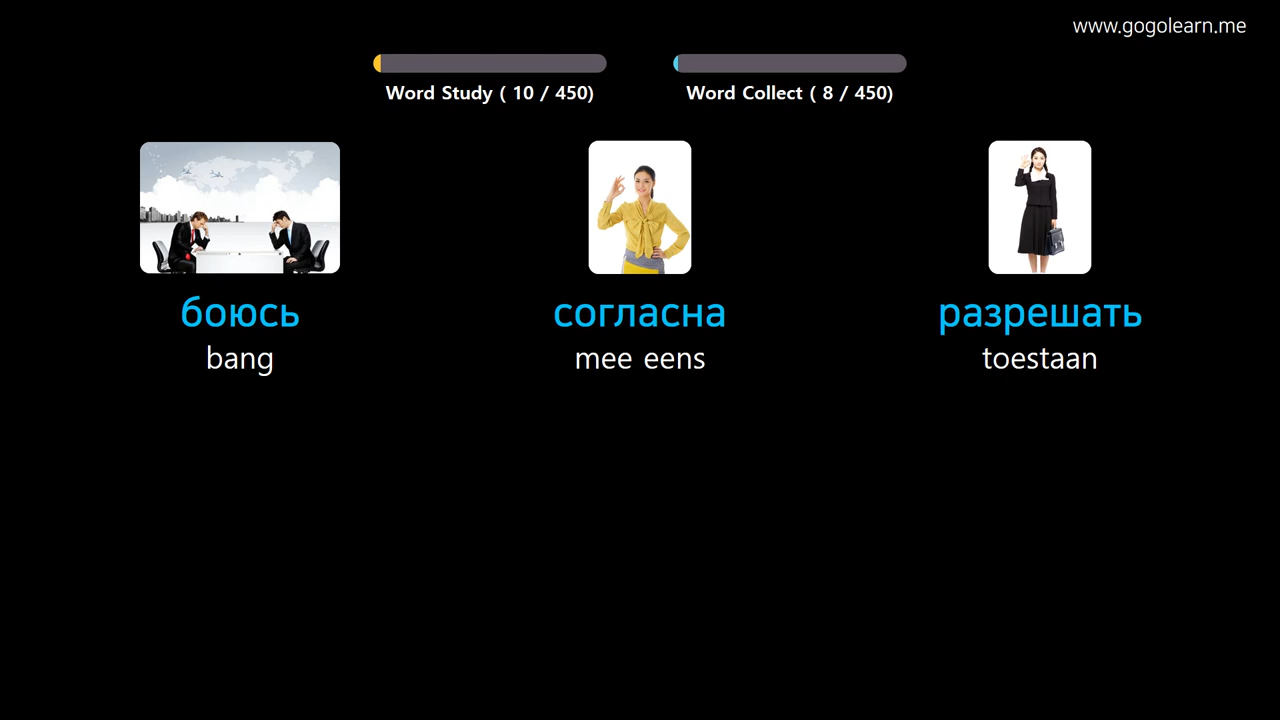 www.gogolearn.me
Word Study ( 10 / 450)
Word Collect ( 8 / 450)
боюсь
bang
согласна
mee eens
разрешать
toestaan